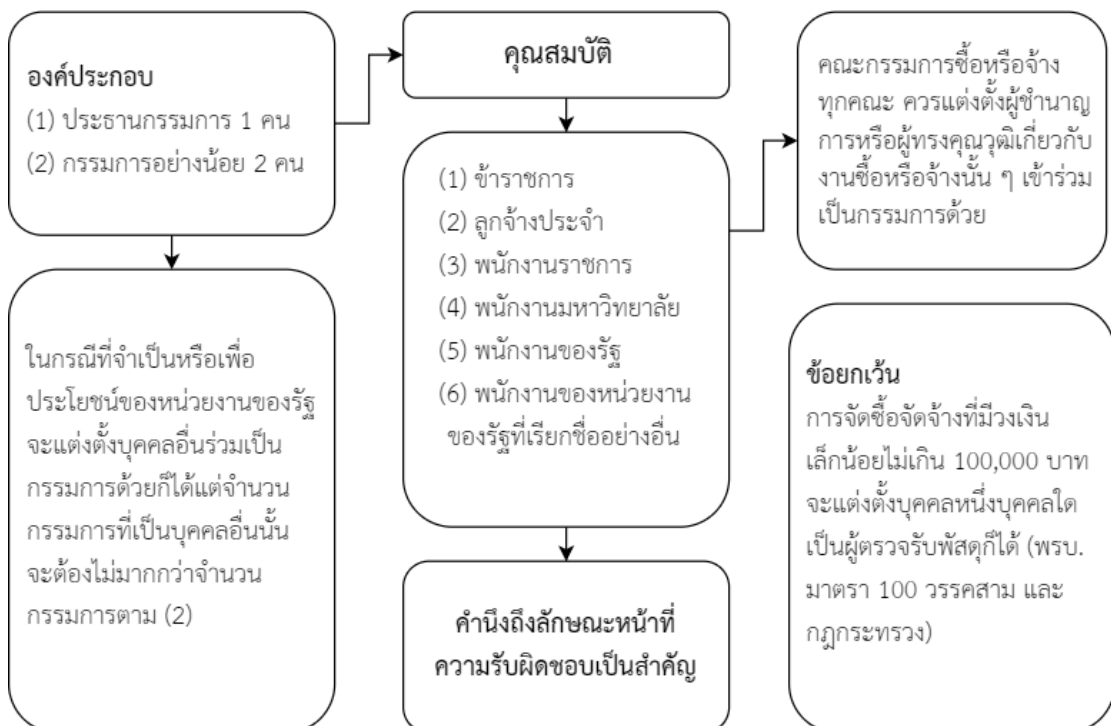 องค์ประกอบ
(1) ประธานกรรมการ 1 คน
(2) กรรมการอย่างน้อย 2 คน
ในกรณีที่จำเป็นหรือเพื่อ
ประโยชน์ของหน่วยงานของรัฐ
จะแต่งตั้งบุคคลอื่นร่วมเป็น
กรรมการด้วยก็ได้แต่จำนวน
กรรมการที่เป็นบุคคลอื่นนั้น
จะต้องไม่มากกว่าจำนวน
กรรมการตาม (2)
คุณสมบัติ
(1) ข้าราชการ
(2) ลูกจ้างประจำ
(3) พนักงานราชการ
(4) พนักงานมหาวิทยาลัย
(5) พนักงานของรัฐ
(6) พนักงานของหน่วยงาน
ของรัฐที่เรียกชื่ออย่างอื่น
คำนึงถึงลักษณะหน้าที่
ความรับผิดชอบเป็นสำคัญ
คณะกรรมการซื้อหรือจ้าง
ทุกคณะ ควรแต่งตั้งผู้ชำนาญ
การหรือผู้ทรงคุณวุฒิเกี่ยวกับ
งานซื้อหรือจ้างนั้น ๆ เข้าร่วม
เป็นกรรมการด้วย
ข้อยกเว้น
การจัดซื้อจัดจ้างที่มีวงเงิน
เล็กน้อยไม่เกิน 100,000 บาท
จะแต่งตั้งบุคคลหนึ่งบุคคลใด
เป็นผู้ตรวจรับพัสดุก็ได้ (พรบ.
มาตรา 100 วรรคสาม และ
กฎกระทรวง)